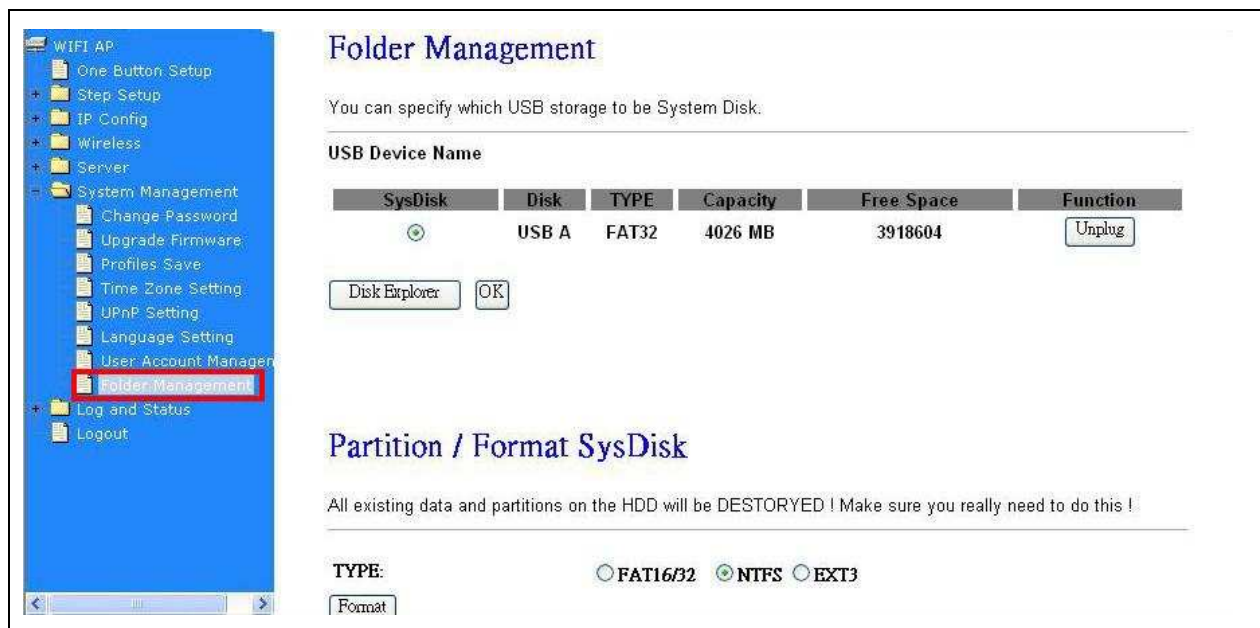 WIFI AP
One Button Setup
Step Setup
IP Config
Wireless
Server
System Management
Change Password
Upgrade Firmware
Profiles Save
Time Zone Setting
UPnP Setting
Language Setting
User Account Managen
Folder Management
Log and Status
Logout
Folder Management
You can specify which USB storage to be System Disk.
USB Device Name
SysDisk Disk TYPE Capacity Free Space Function
USB A FAT32 4026 MB 3918604 Unplug
Disk Explorer OK
Partition / Format SysDisk
All existing data and partitions on the HDD will be DESTORYED ! Make sure you really need to do this !
TYPE: FAT16/32 NTFS EXT3
Format